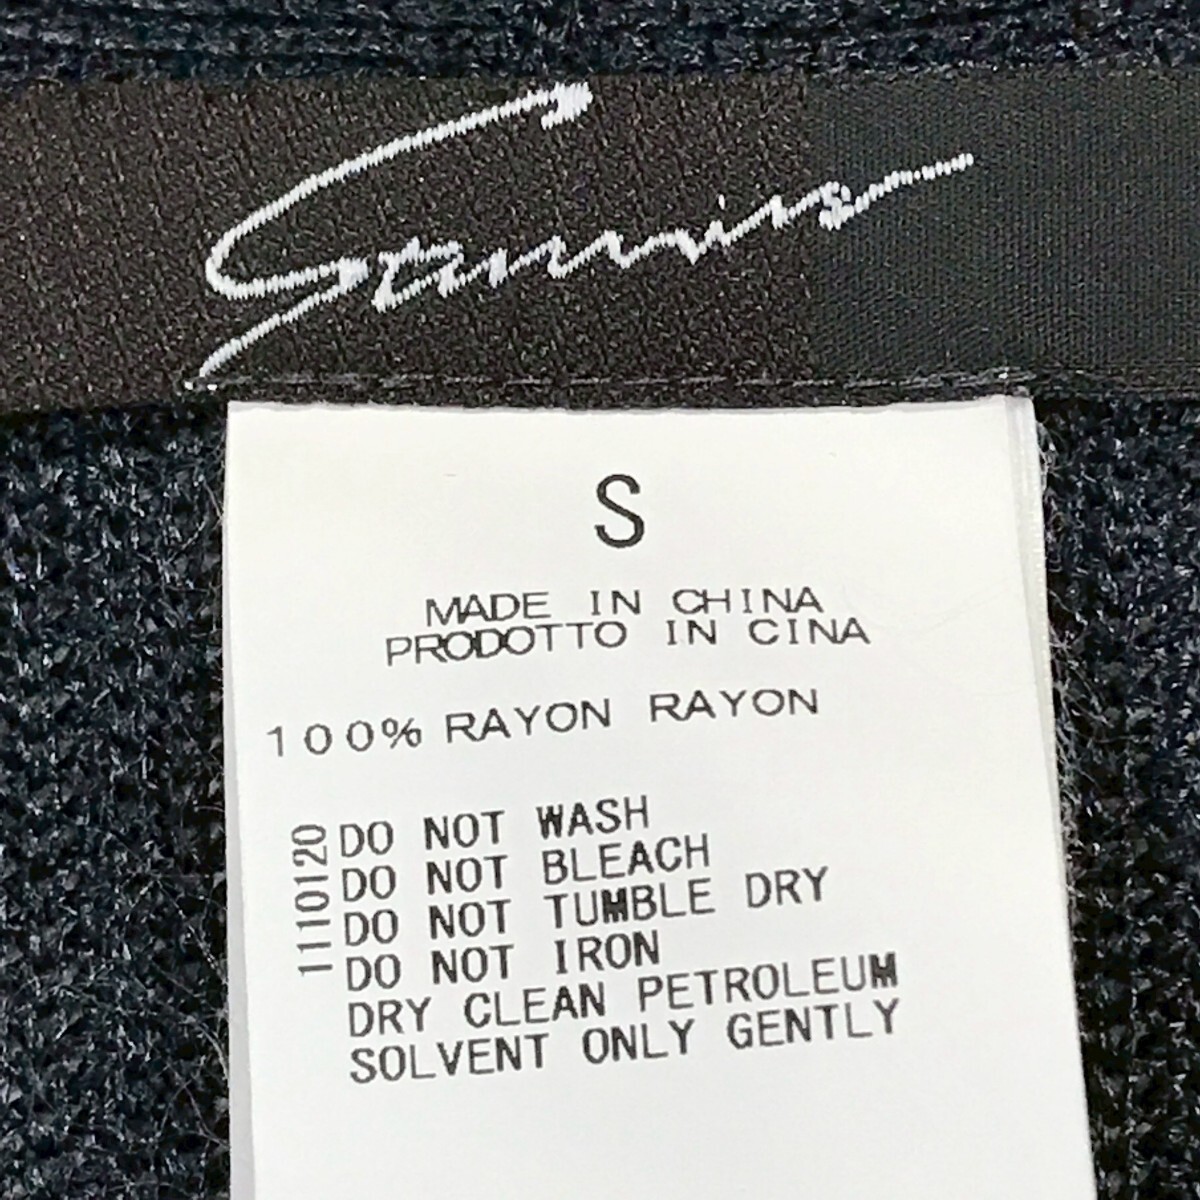 S
MADE IN CHINA
PRODOTTO IN CINA
100% RAYON RAYON
1110120
DO NOT WASH
DO NOT BLEACH
DO NOT TUMBLE DRY
DO NOT IRON
DRY CLEAN PETROLEUM
SOLVENT ONLY GENTLY